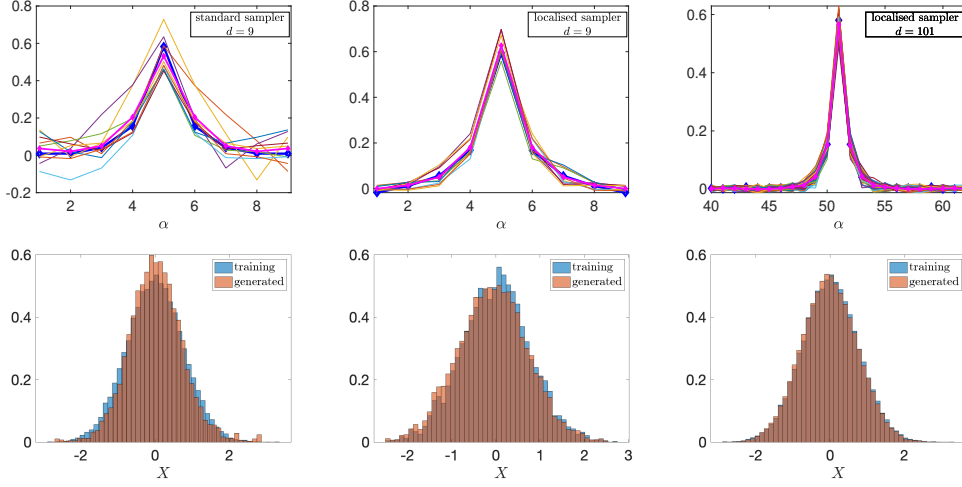 standard sampler
d = 9
0.8
0.6
0.4
0.2
0
-0.2
2
4
6
8
α
localised sampler
d = 9
0.8
0.6
0.4
0.2
0
2
4
6
8
α
localised sampler
d = 101
0.6
0.4
0.2
0
40
45
50
55
60
α
training
generated
0.6
0.4
0.2
0
-2
0
2
X
training
generated
0.6
0.4
0.2
0
-2
-1
0
1
2
3
X
training
generated
0.6
0.4
0.2
0
-2
0
2
X